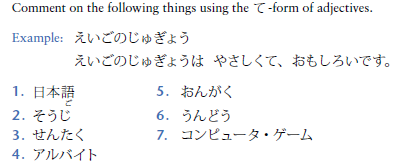 Comment on the following things using the て-form of adjectives.
Example: えいごのじゅぎょう
えいごのじゅぎょうは やさしくて、おもしろいです。
1. 日本語
ご
2. そうじ
3. せんたく
4. アルバイト
5. おんがく
6. うんどう
7. コンピュータ・ゲーム